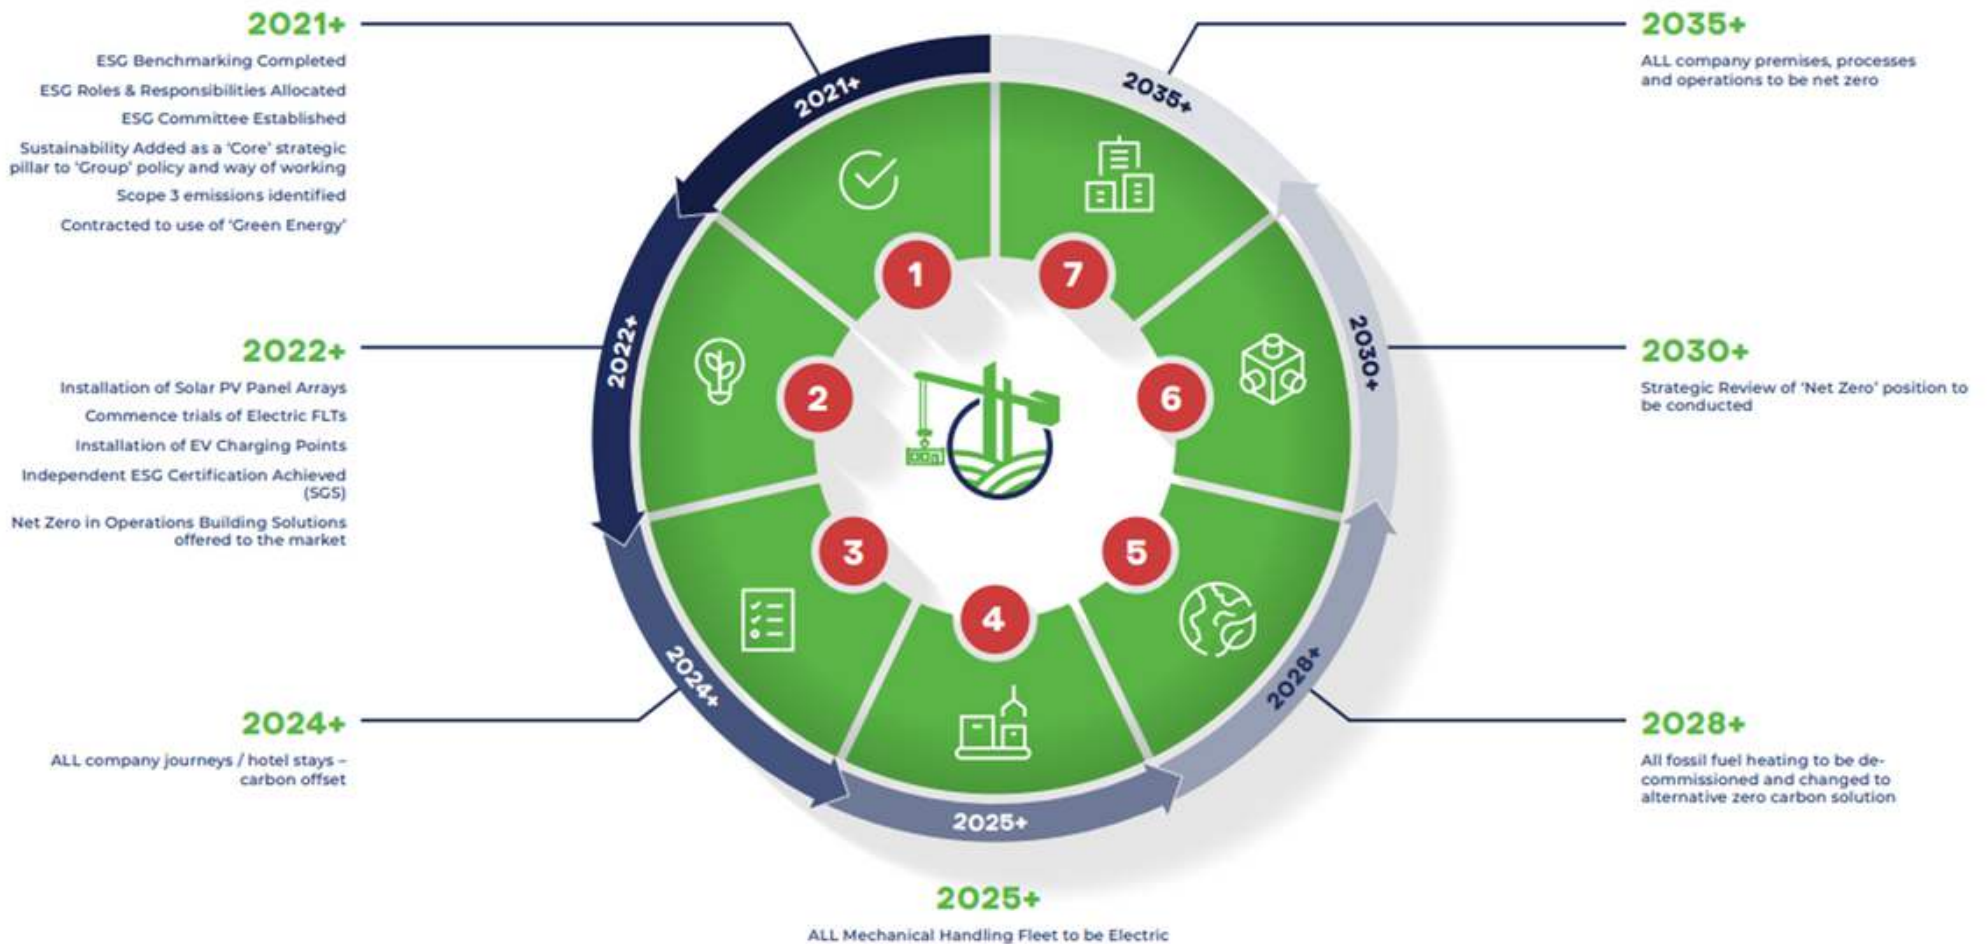 2021+
ESG Benchmarking Completed
ESG Roles & Responsibilities Allocated
ESG Committee Established
Sustainability Added as a ‘Core’ strategic
pillar to ‘Group’ policy and way of working
Scope 3 emissions identified
Contracted to use of ‘Green Energy’
2022+
Installation of Solar PV Panel Arrays
Commence trials of Electric FLTs
Installation of EV Charging Points
Independent ESG Certification Achieved
(SGS)
Net Zero in Operations Building Solutions
offered to the market
2024+
ALL company journeys / hotel stays –
carbon offset
2025+
ALL Mechanical Handling Fleet to be Electric
2028+
All fossil fuel heating to be de-
commissioned and changed to
alternative zero carbon solution
2030+
Strategic Review of ‘Net Zero’ position to
be conducted
2035+
ALL company premises, processes
and operations to be net zero
2021+
2022+
2024+
2025+
2028+
2030+
2035+
1
2
3
4
5
6
7